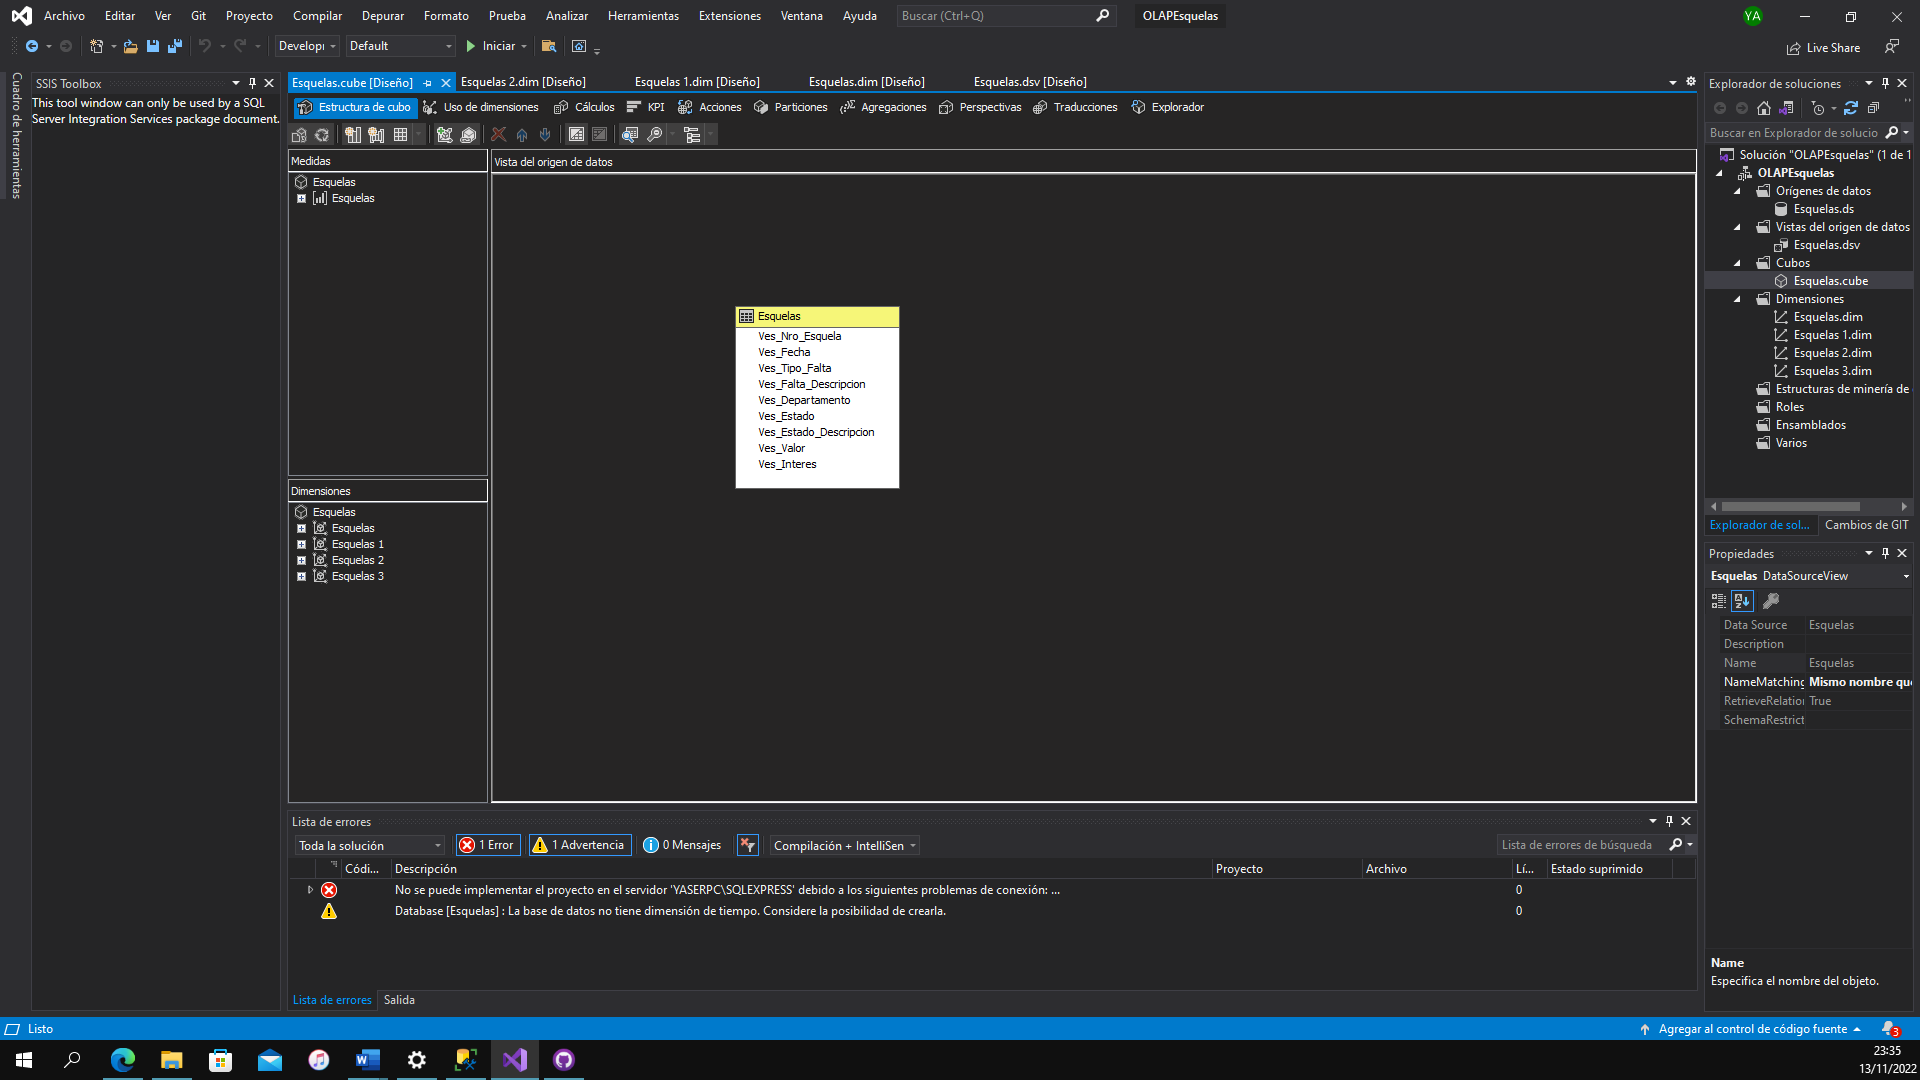 Archivo Editar Ver Git Proyecto Compilar Depurar Formato Prueba Analizar Herramientas Extensiones Ventana Ayuda Buscar (Ctrl+Q) OLAPEsquelas YA
Default Iniciar Live Share
Cuadro de herramientas
SSIS Toolbox
This tool window can only be used by a SQL
Server Integration Services package document.
Esquelas.cube [Diseño] Esquelas 2.dim [Diseño] Esquelas 1.dim [Diseño] Esquelas.dim [Diseño] Esquelas.dsv [Diseño]
Estructura de cubo Uso de dimensiones Cálculos KPI Acciones Particiones Agregaciones Perspectivas Traducciones Explorador
Medidas
Esquelas
Esquelas
Vista del origen de datos
Esquelas
Ves_Nro_Esquela
Ves_Fecha
Ves_Tipo_Falta
Ves_Falta_Descripcion
Ves_Departamento
Ves_Estado
Ves_Estado_Descripcion
Ves_Valor
Ves_Interes
Dimensiones
Esquelas
Esquelas
Esquelas 1
Esquelas 2
Esquelas 3
Lista de errores
Toda la solución 1 Error 1 Advertencia 0 Mensajes Compilación + IntelliSen Lista de errores de búsqueda
Códi... Descripción Proyecto Archivo Lí... Estado suprimido
No se puede implementar el proyecto en el servidor 'YASERPC\SQLEXPRESS' debido a los siguientes problemas de conexión: ... 0
Database [Esquelas] : La base de datos no tiene dimensión de tiempo. Considere la posibilidad de crearla. 0
Lista de errores Salida
Explorador de soluciones
Buscar en Explorador de solucio
Solución "OLAPEsquelas" (1 de 1
OLAPEsquelas
Orígenes de datos
Esquelas.ds
Vistas del origen de datos
Esquelas.dsv
Cubos
Esquelas.cube
Dimensiones
Esquelas.dim
Esquelas 1.dim
Esquelas 2.dim
Esquelas 3.dim
Estructuras de minería de
Roles
Ensamblados
Varios
Explorador de sol... Cambios de GIT
Propiedades
Esquelas DataSourceView
Data Source Esquelas
Description
Name Esquelas
NameMatching Mismo nombre que
RetrieveRelatio True
SchemaRestrict
Name
Especifica el nombre del objeto.
Listo Agregar al control de código fuente 3
23:35
13/11/2022